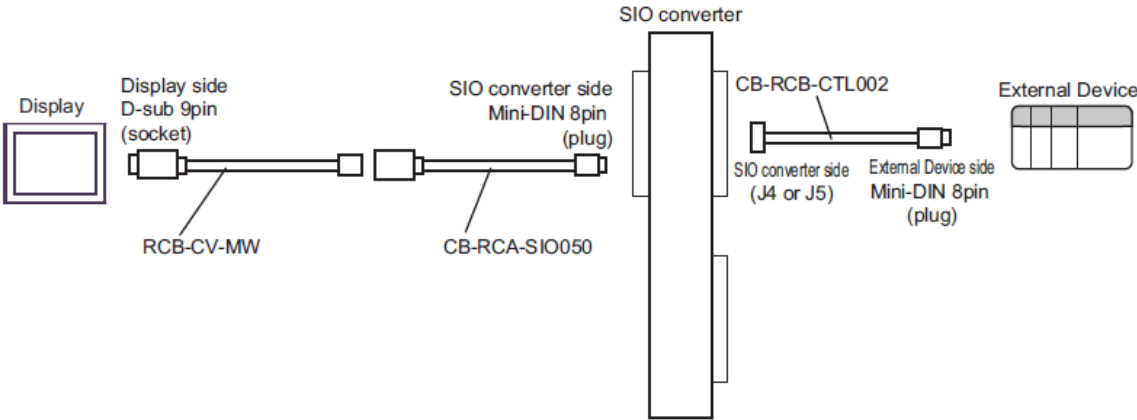 SIO converter
Display
Display side
D-sub 9pin
(socket)
SIO converter side
Mini-DIN 8pin
(plug)
CB-RCB-CTL002
External Device
SIO converter side
(J4 or J5)
External Device side
Mini-DIN 8pin
(plug)
RCB-CV-MW
CB-RCA-SIO050